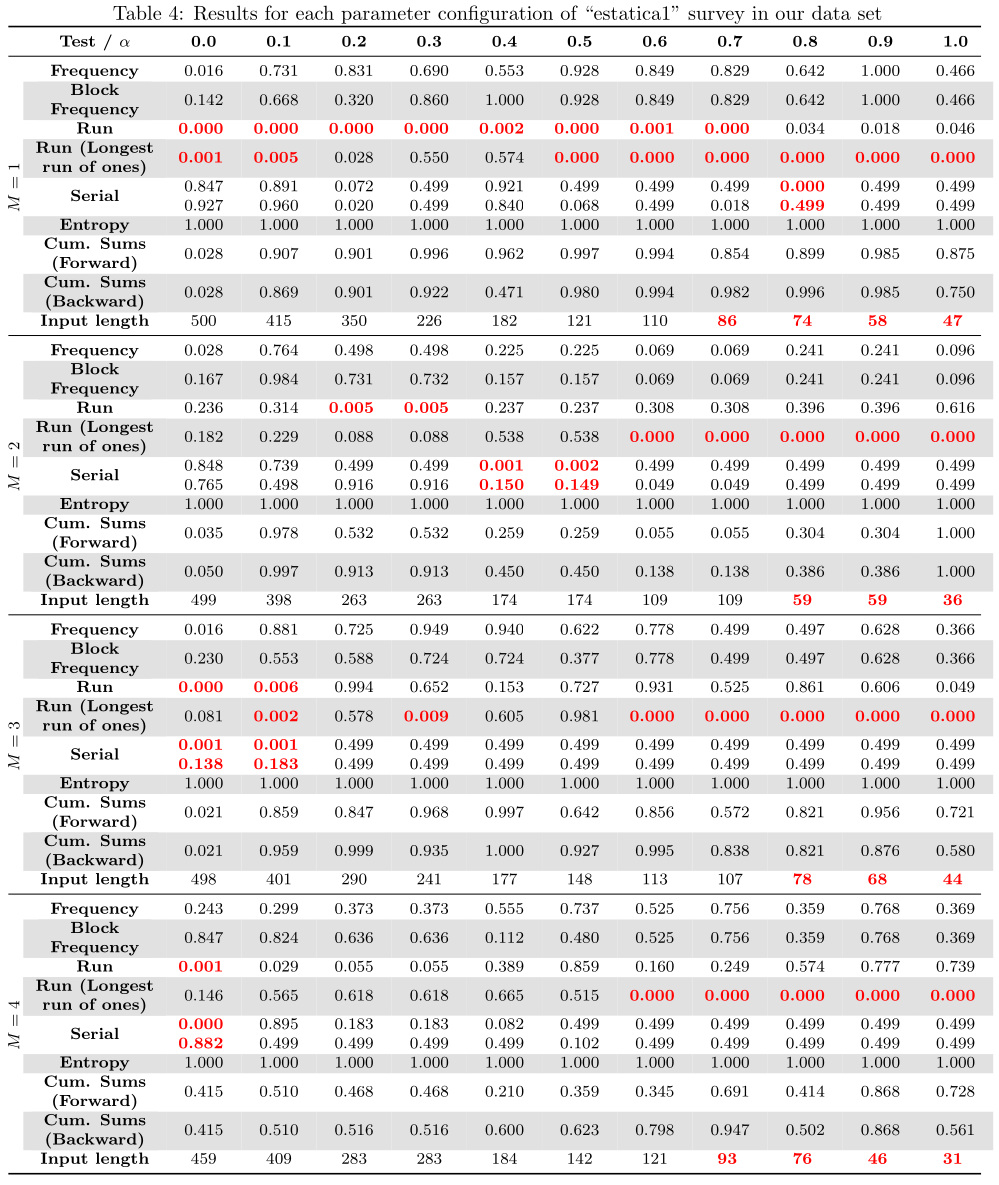 Table 4: Results for each parameter configuration of “estatica1” survey in our data set
Test / α 0.0 0.1 0.2 0.3 0.4 0.5 0.6 0.7 0.8 0.9 1.0
M = 1
Frequency 0.016 0.731 0.831 0.690 0.553 0.928 0.849 0.829 0.642 1.000 0.466
Block
Frequency 0.142 0.668 0.320 0.860 1.000 0.928 0.849 0.829 0.642 1.000 0.466
Run 0.000 0.000 0.000 0.000 0.002 0.000 0.001 0.000 0.034 0.018 0.046
Run (Longest
run of ones) 0.001 0.005 0.028 0.550 0.574 0.000 0.000 0.000 0.000 0.000 0.000
Serial 0.847 0.891 0.072 0.499 0.921 0.499 0.499 0.499 0.000 0.499 0.499
0.927 0.960 0.020 0.499 0.840 0.068 0.499 0.018 0.499 0.499 0.499
Entropy 1.000 1.000 1.000 1.000 1.000 1.000 1.000 1.000 1.000 1.000 1.000
Cum. Sums
(Forward) 0.028 0.907 0.901 0.996 0.962 0.997 0.994 0.854 0.899 0.985 0.875
Cum. Sums
(Backward) 0.028 0.869 0.901 0.922 0.471 0.980 0.994 0.982 0.996 0.985 0.750
Input length 500 415 350 226 182 121 110 86 74 58 47
M = 2
Frequency 0.028 0.764 0.498 0.498 0.225 0.225 0.069 0.069 0.241 0.241 0.096
Block
Frequency 0.167 0.984 0.731 0.732 0.157 0.157 0.069 0.069 0.241 0.241 0.096
Run 0.236 0.314 0.005 0.005 0.237 0.237 0.308 0.308 0.396 0.396 0.616
Run (Longest
run of ones) 0.182 0.229 0.088 0.088 0.538 0.538 0.000 0.000 0.000 0.000 0.000
Serial 0.848 0.739 0.499 0.499 0.001 0.002 0.499 0.499 0.499 0.499 0.499
0.765 0.498 0.916 0.916 0.150 0.149 0.049 0.049 0.499 0.499 0.499
Entropy 1.000 1.000 1.000 1.000 1.000 1.000 1.000 1.000 1.000 1.000 1.000
Cum. Sums
(Forward) 0.035 0.978 0.532 0.532 0.259 0.259 0.055 0.055 0.304 0.304 1.000
Cum. Sums
(Backward) 0.050 0.997 0.913 0.913 0.450 0.450 0.138 0.138 0.386 0.386 1.000
Input length 499 398 263 263 174 174 109 109 59 59 36
M = 3
Frequency 0.016 0.881 0.725 0.949 0.940 0.622 0.778 0.499 0.497 0.628 0.366
Block
Frequency 0.230 0.553 0.588 0.724 0.724 0.377 0.778 0.499 0.497 0.628 0.366
Run 0.000 0.006 0.994 0.652 0.153 0.727 0.931 0.525 0.861 0.606 0.049
Run (Longest
run of ones) 0.081 0.002 0.578 0.009 0.605 0.981 0.000 0.000 0.000 0.000 0.000
Serial 0.001 0.001 0.499 0.499 0.499 0.499 0.499 0.499 0.499 0.499 0.499
0.138 0.183 0.499 0.499 0.499 0.499 0.499 0.499 0.499 0.499 0.499
Entropy 1.000 1.000 1.000 1.000 1.000 1.000 1.000 1.000 1.000 1.000 1.000
Cum. Sums
(Forward) 0.021 0.859 0.847 0.968 0.997 0.642 0.856 0.572 0.821 0.956 0.721
Cum. Sums
(Backward) 0.021 0.959 0.999 0.935 1.000 0.927 0.995 0.838 0.821 0.876 0.580
Input length 498 401 290 241 177 148 113 107 78 68 44
M = 4
Frequency 0.243 0.299 0.373 0.373 0.555 0.737 0.525 0.756 0.359 0.768 0.369
Block
Frequency 0.847 0.824 0.636 0.636 0.112 0.480 0.525 0.756 0.359 0.768 0.369
Run 0.001 0.029 0.055 0.055 0.389 0.859 0.160 0.249 0.574 0.777 0.739
Run (Longest
run of ones) 0.146 0.565 0.618 0.618 0.665 0.515 0.000 0.000 0.000 0.000 0.000
Serial 0.000 0.895 0.183 0.183 0.082 0.499 0.499 0.499 0.499 0.499 0.499
0.882 0.499 0.499 0.499 0.499 0.102 0.499 0.499 0.499 0.499 0.499
Entropy 1.000 1.000 1.000 1.000 1.000 1.000 1.000 1.000 1.000 1.000 1.000
Cum. Sums
(Forward) 0.415 0.510 0.468 0.468 0.210 0.359 0.345 0.691 0.414 0.868 0.728
Cum. Sums
(Backward) 0.415 0.510 0.516 0.516 0.600 0.623 0.798 0.947 0.502 0.868 0.561
Input length 459 409 283 283 184 142 121 93 76 46 31